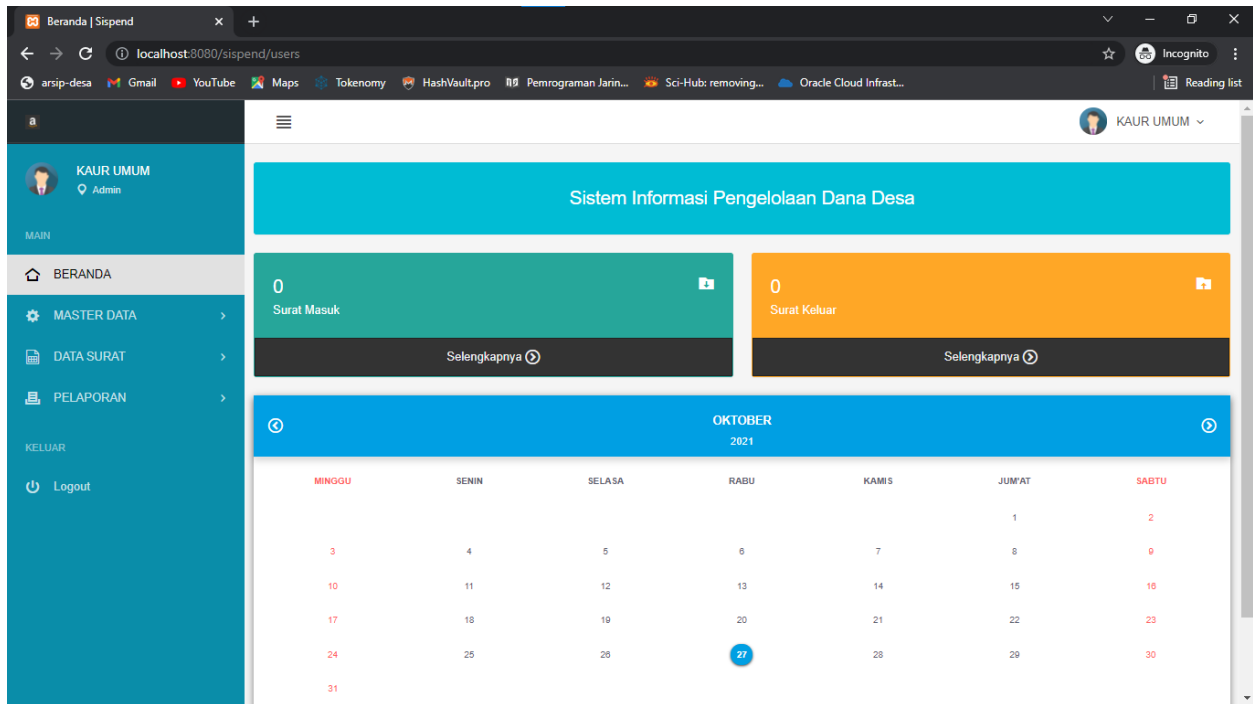 Beranda | Sispend
localhost:8080/sispend/users
Incognito
arsip-desa Gmail YouTube Maps Tokenomy HashVault.pro Pemrograman Jarin... Sci-Hub: removing... Oracle Cloud Infrast... Reading list
a
KAUR UMUM
KAUR UMUM
Admin
Sistem Informasi Pengelolaan Dana Desa
MAIN
BERANDA
MASTER DATA
DATA SURAT
PELAPORAN
KELUAR
Logout
0
Surat Masuk
Selengkapnya
0
Surat Keluar
Selengkapnya
OKTOBER
2021
MINGGU SENIN SELASA RABU KAMIS JUM'AT SABTU
1 2
3 4 5 6 7 8 9
10 11 12 13 14 15 16
17 18 19 20 21 22 23
24 25 26 27 28 29 30
31